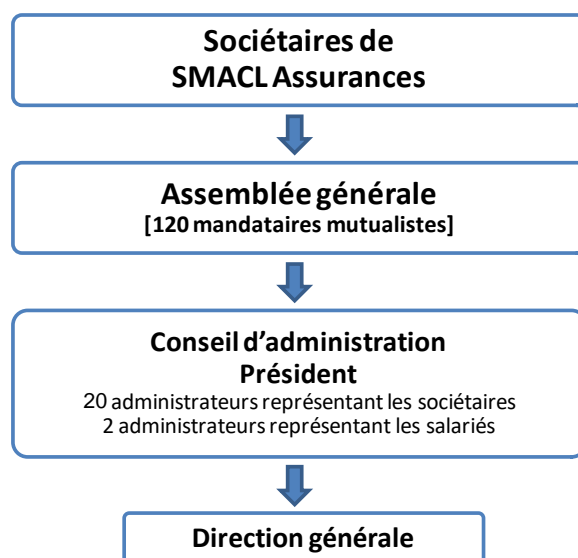 Sociétaires de
SMACL Assurances
Assemblée générale
[120 mandataires mutualistes]
Conseil d’administration
Président
20 administrateurs représentant les sociétaires
2 administrateurs représentant les salariés
Direction générale